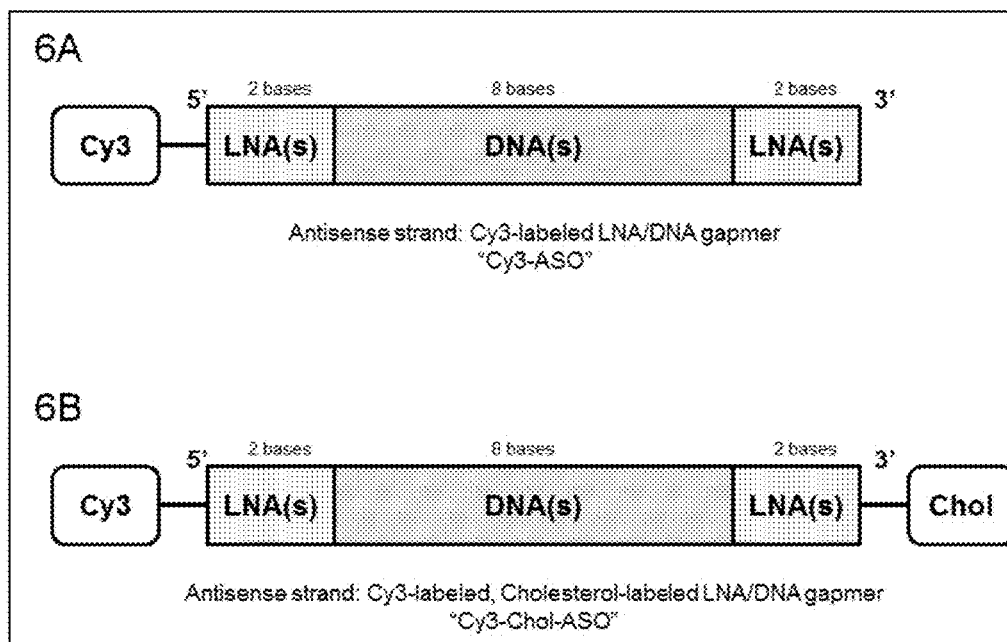 6A
2 bases 8 bases 2 bases
5' 3'
Cy3 LNA(s) DNA(s) LNA(s)
Antisense strand: Cy3-labeled LNA/DNA gapmer
"Cy3-ASO"
6B
2 bases 8 bases 2 bases
5' 3'
Cy3 LNA(s) DNA(s) LNA(s) Chol
Antisense strand: Cy3-labeled, Cholesterol-labeled LNA/DNA gapmer
"Cy3-Chol-ASO"